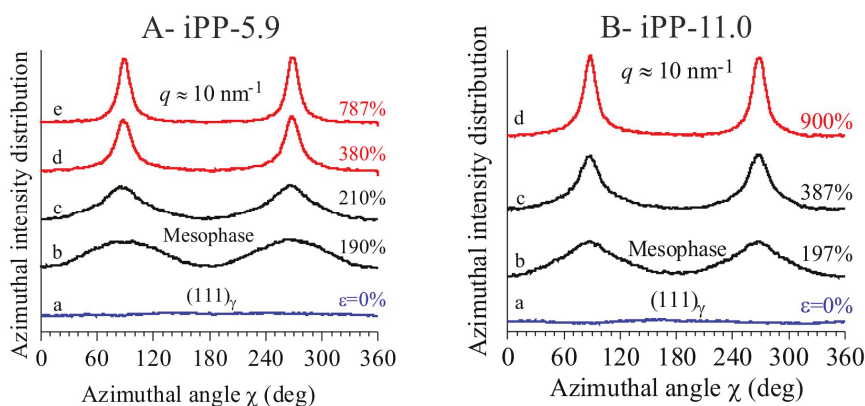 A- iPP-5.9
Azimuthal intensity distribution
q ≈ 10 nm⁻¹
e
787%
d
380%
c
210%
Mesophase
b
190%
(111)γ
a
ε=0%
0 60 120 180 240 300 360
Azimuthal angle χ (deg)
B- iPP-11.0
Azimuthal intensity distribution
q ≈ 10 nm⁻¹
d
900%
c
387%
Mesophase
b
197%
(111)γ
a
ε=0%
0 60 120 180 240 300 360
Azimuthal angle χ (deg)